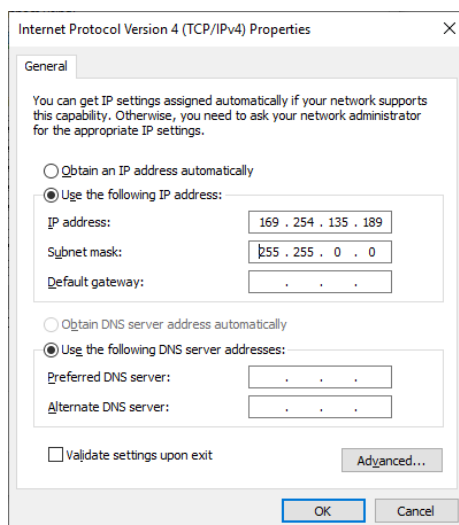 Internet Protocol Version 4 (TCP/IPv4) Properties
General
You can get IP settings assigned automatically if your network supports
this capability. Otherwise, you need to ask your network administrator
for the appropriate IP settings.
Obtain an IP address automatically
Use the following IP address:
IP address: 169 . 254 . 135 . 189
Subnet mask: 255 . 255 . 0 . 0
Default gateway: . . .
Obtain DNS server address automatically
Use the following DNS server addresses:
Preferred DNS server: . . .
Alternate DNS server: . . .
Validate settings upon exit
Advanced...
OK Cancel